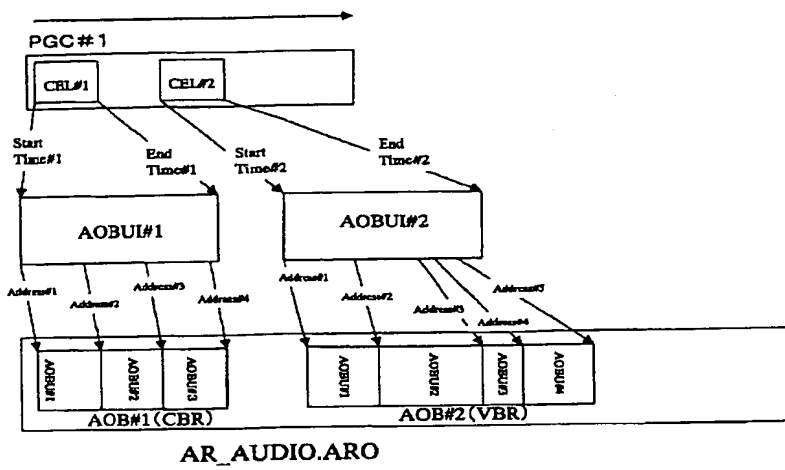 PGC#1
CEL#1
CEL#2
Start
Time#1
End
Time#1
Start
Time#2
End
Time#2
AOBUI#1
AOBUI#2
Address#1
Address#2
Address#3
Address#4
Address#1
Address#2
Address#3
Address#4
Address#5
AOBU#1
AOBU#2
AOBU#3
AOBU#1
AOBU#2
AOBU#3
AOBU#4
AOB#1(CBR)
AOB#2(VBR)
AR_AUDIO.ARO